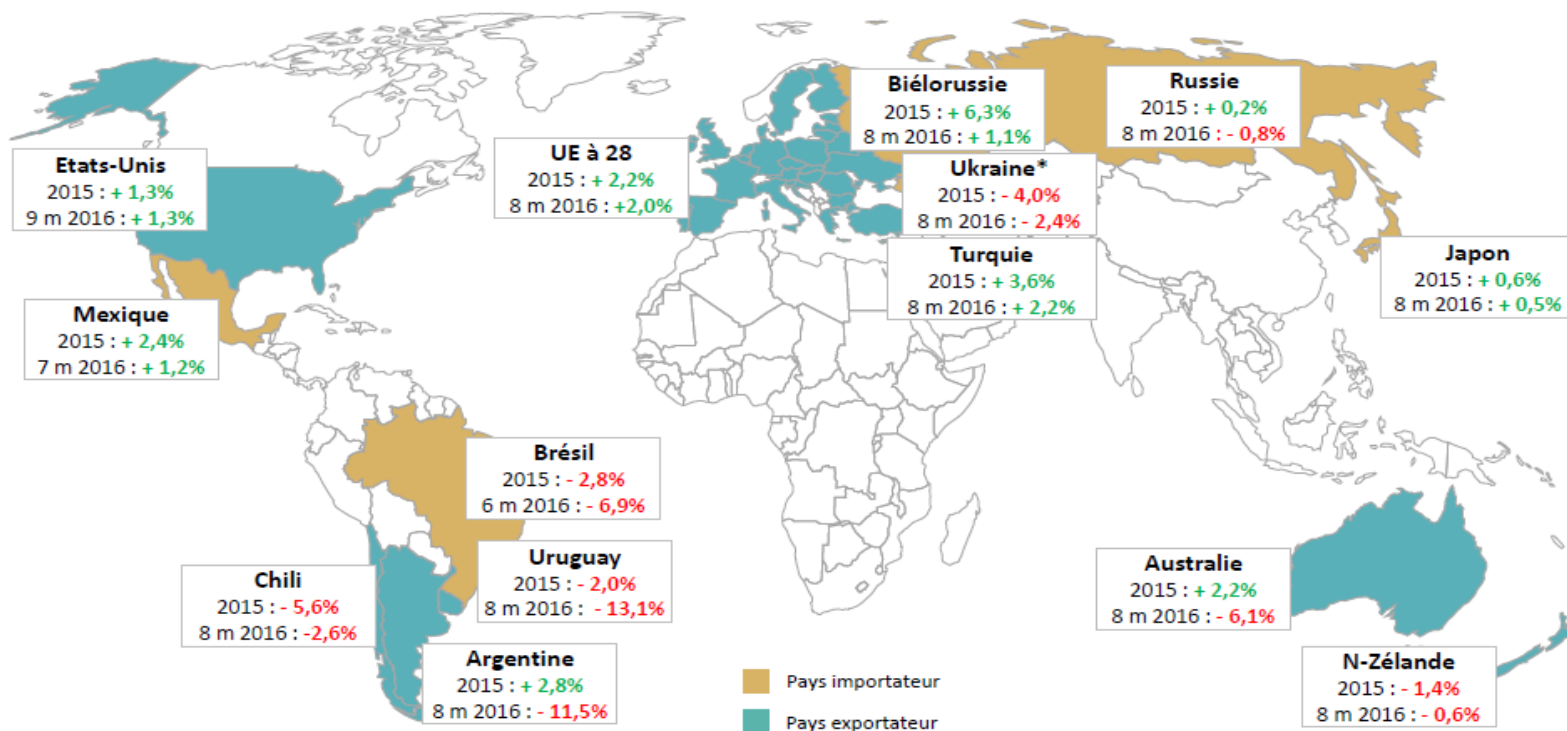 Biélorussie
2015 : + 6,3%
8 m 2016 : + 1,1%
Russie
2015 : + 0,2%
8 m 2016 : - 0,8%
Etats-Unis
2015 : + 1,3%
9 m 2016 : + 1,3%
UE à 28
2015 : + 2,2%
8 m 2016 : +2,0%
Ukraine*
2015 : - 4,0%
8 m 2016 : - 2,4%
Turquie
2015 : + 3,6%
8 m 2016 : + 2,2%
Japon
2015 : + 0,6%
8 m 2016 : + 0,5%
Mexique
2015 : + 2,4%
7 m 2016 : + 1,2%
Brésil
2015 : - 2,8%
6 m 2016 : - 6,9%
Uruguay
2015 : - 2,0%
8 m 2016 : - 13,1%
Chili
2015 : - 5,6%
8 m 2016 : -2,6%
Australie
2015 : + 2,2%
8 m 2016 : - 6,1%
Argentine
2015 : + 2,8%
8 m 2016 : - 11,5%
N-Zélande
2015 : - 1,4%
8 m 2016 : - 0,6%
Pays importateur
Pays exportateur